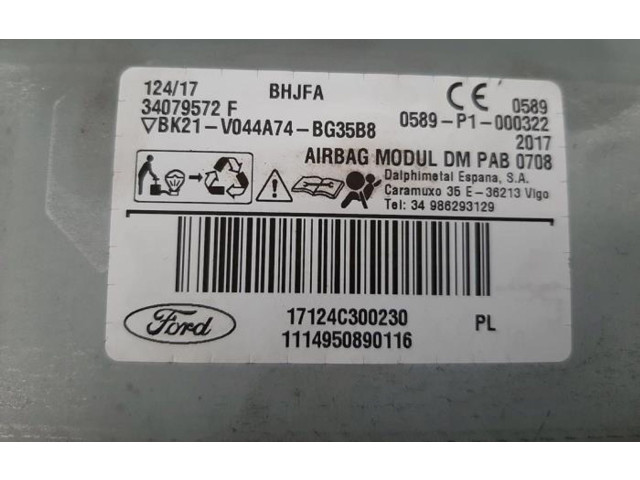 124/17 BHJFA CE 0589
34079572 F 0589-P1-000322
▽BK21-V044A74-BG35B8 2017
AIRBAG MODUL DM PAB 0708
Dalphimetal Espana, S.A.
Caramuxo 35 E-36213 Vigo
Tel: 34 986293129
Ford 17124C300230 PL
1114950890116